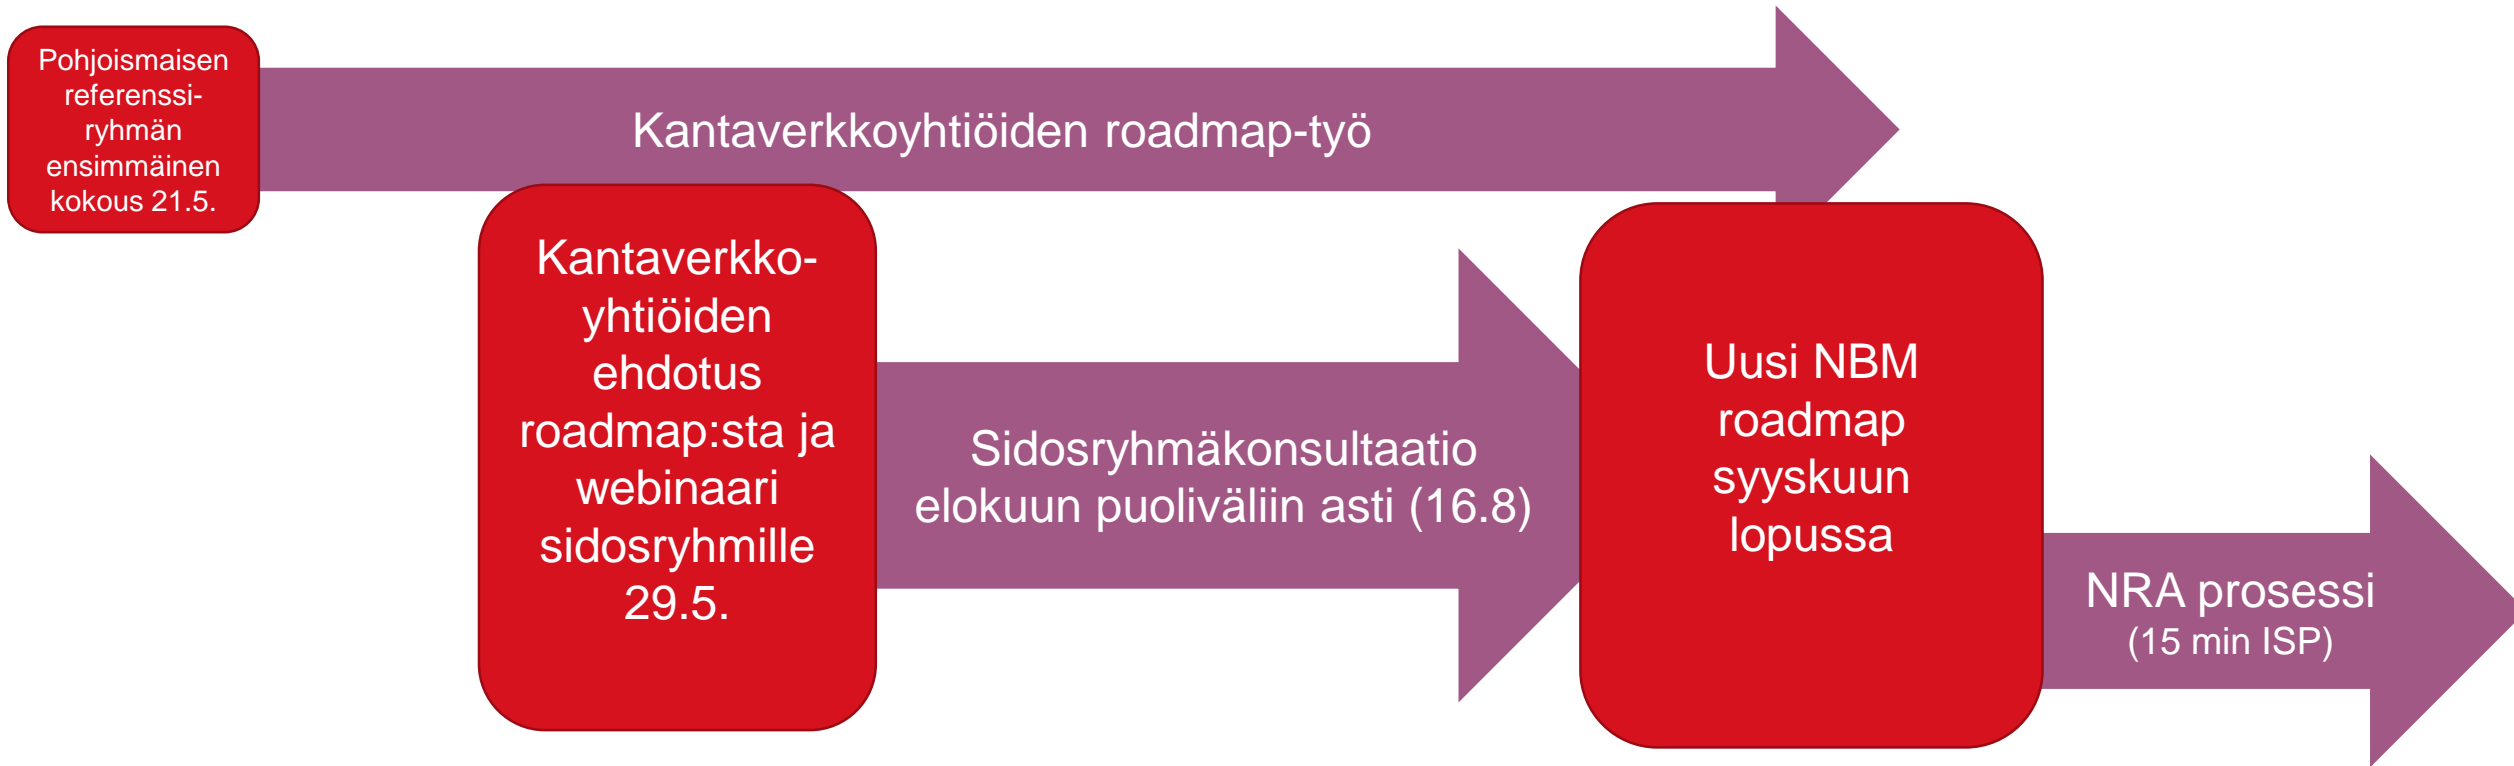 Pohjoismaisen
referenssi-
ryhmän
ensimmäinen
kokous 21.5.
Kantaverkkoyhtiöiden roadmap-työ
Kantaverkko-
yhtiöiden
ehdotus
roadmap:sta ja
webinaari
sidosryhmille
29.5.
Sidosryhmäkonsultaatio
elokuun puoliväliin asti (16.8)
Uusi NBM
roadmap
syyskuun
lopussa
NRA prosessi
(15 min ISP)